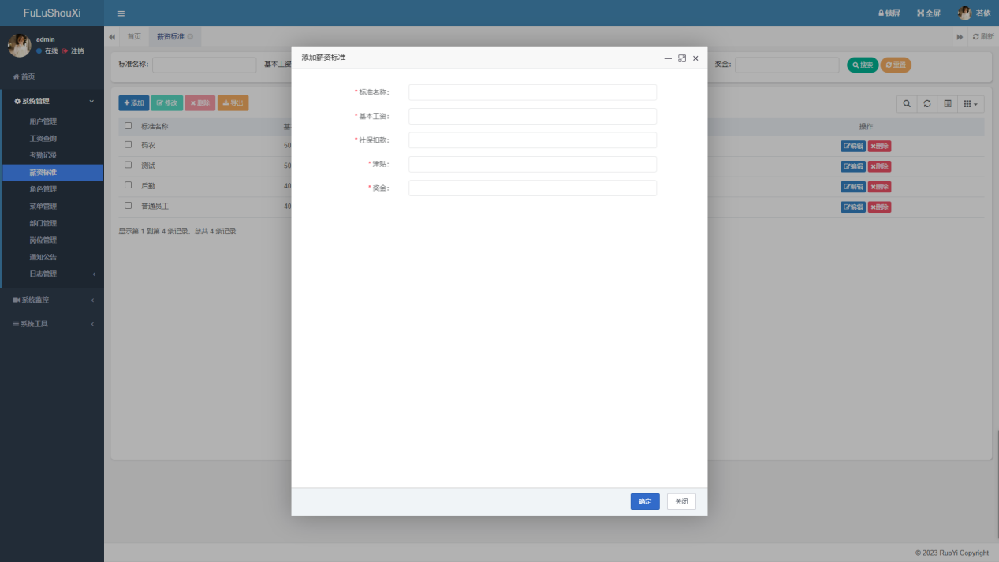 FuLuShouXi
锁屏 全屏 若依
admin
在线 注销
首页 薪资标准 刷新
标准名称: 基本工资 奖金: 搜索 重置
首页
系统管理
用户管理
工资查询
考勤记录
薪资标准
角色管理
菜单管理
部门管理
岗位管理
通知公告
日志管理
系统监控
系统工具
添加 修改 删除 导出
标准名称 基 操作
码农 50 编辑 删除
测试 50 编辑 删除
后勤 40 编辑 删除
普通员工 40 编辑 删除
显示第 1 到第 4 条记录，总共 4 条记录
添加薪资标准
*标准名称:
*基本工资:
*社保扣款:
*津贴:
*奖金:
确定 关闭
© 2023 RuoYi Copyright